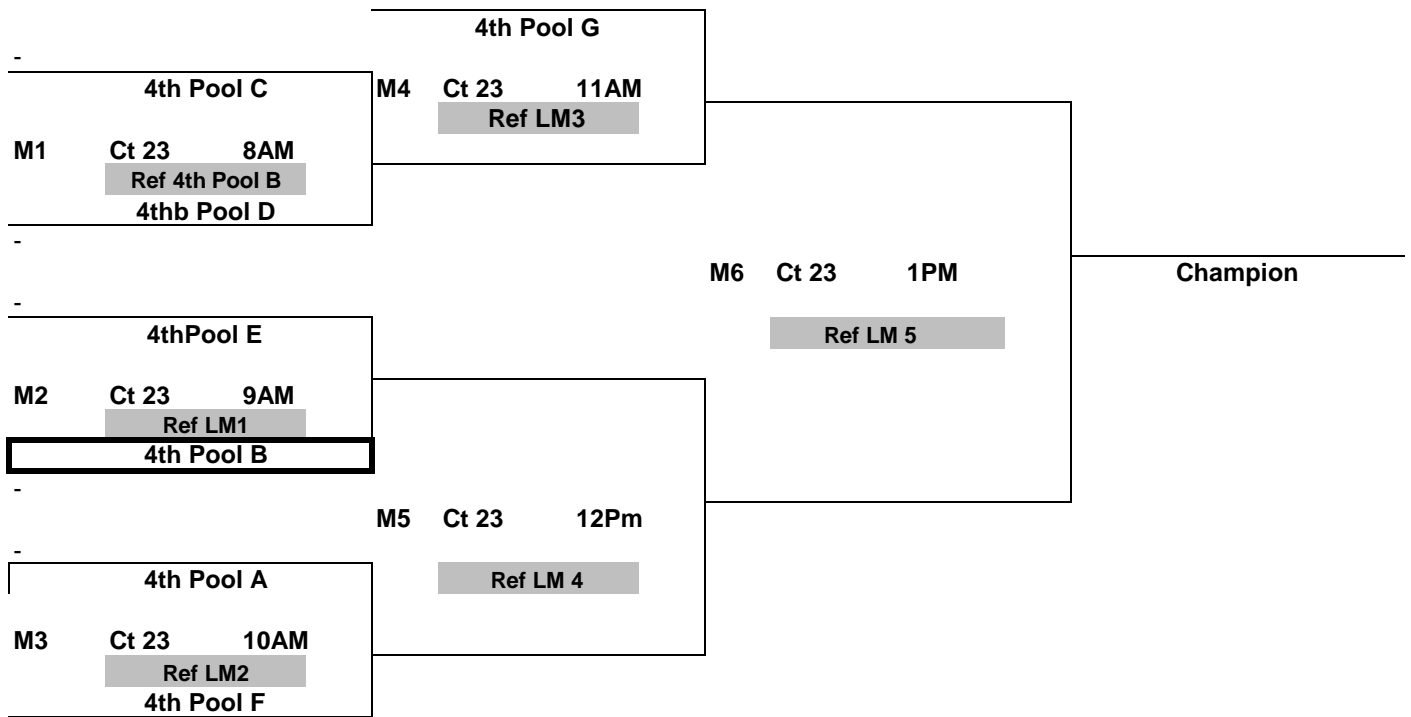 4th Pool G
-
4th Pool C
M4 Ct 23 11AM
Ref LM3
M1 Ct 23 8AM
Ref 4th Pool B
4thb Pool D
-
M6 Ct 23 1PM
Champion
-
4thPool E
Ref LM 5
M2 Ct 23 9AM
Ref LM1
4th Pool B
-
M5 Ct 23 12Pm
-
4th Pool A
Ref LM 4
M3 Ct 23 10AM
Ref LM2
4th Pool F